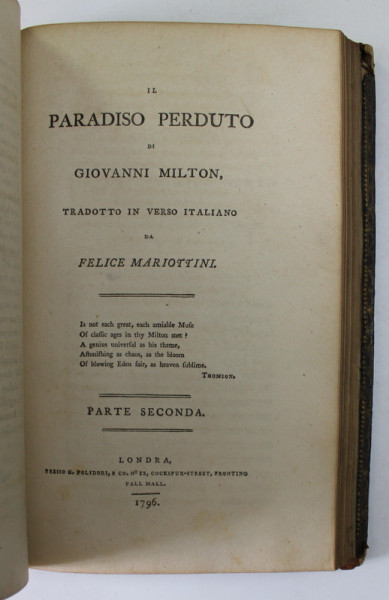 IL
PARADISO PERDUTO
DI
GIOVANNI MILTON,
TRADOTTO IN VERSO ITALIANO
DA
FELICE MARIOTTINI.
Is not each great, each amiable Muse
Of classic ages in thy Milton met?
A genius universal as his theme,
Astonishing as chaos, as the bloom
Of blowing Eden fair, as heaven sublime.
THOMSON.
PARTE SECONDA.
LONDRA,
PRESSO G. POLIDORI, E CO. No 12, COCKSPUR-STREET, FRONTING
PALL MALL.
1796.